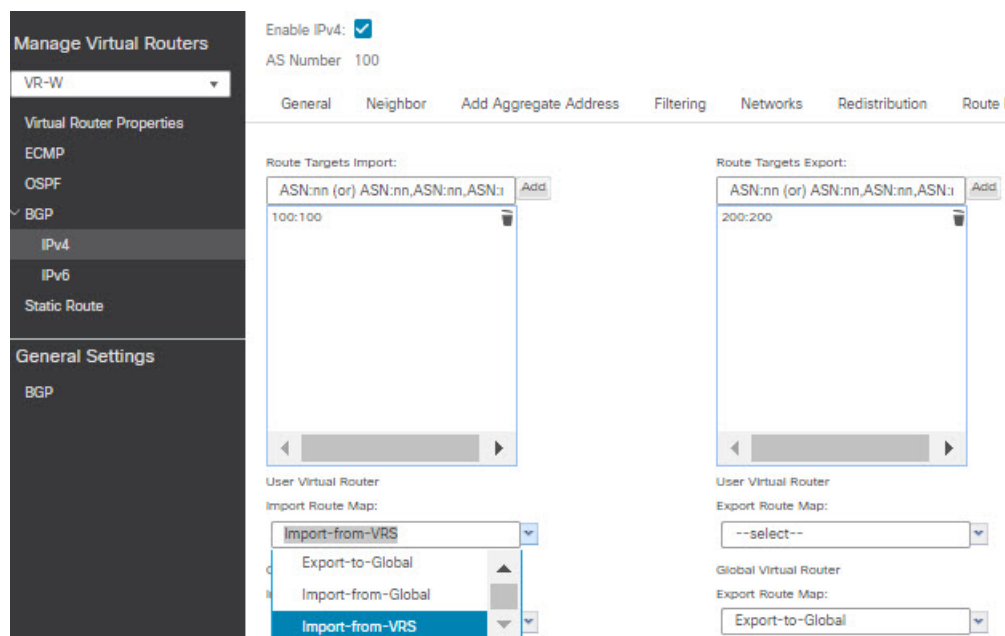 Manage Virtual Routers
VR-W
Virtual Router Properties
ECMP
OSPF
BGP
IPv4
IPv6
Static Route
General Settings
BGP
Enable IPv4:
AS Number 100
General Neighbor Add Aggregate Address Filtering Networks Redistribution Route
Route Targets Import:
ASN:nn (or) ASN:nn,ASN:nn,ASN:
Add
100:100
User Virtual Router
Import Route Map:
Import-from-VRS
Export-to-Global
Import-from-Global
Import-from-VRS
Route Targets Export:
ASN:nn (or) ASN:nn,ASN:nn,ASN:
Add
200:200
User Virtual Router
Export Route Map:
--select--
Global Virtual Router
Export Route Map:
Export-to-Global